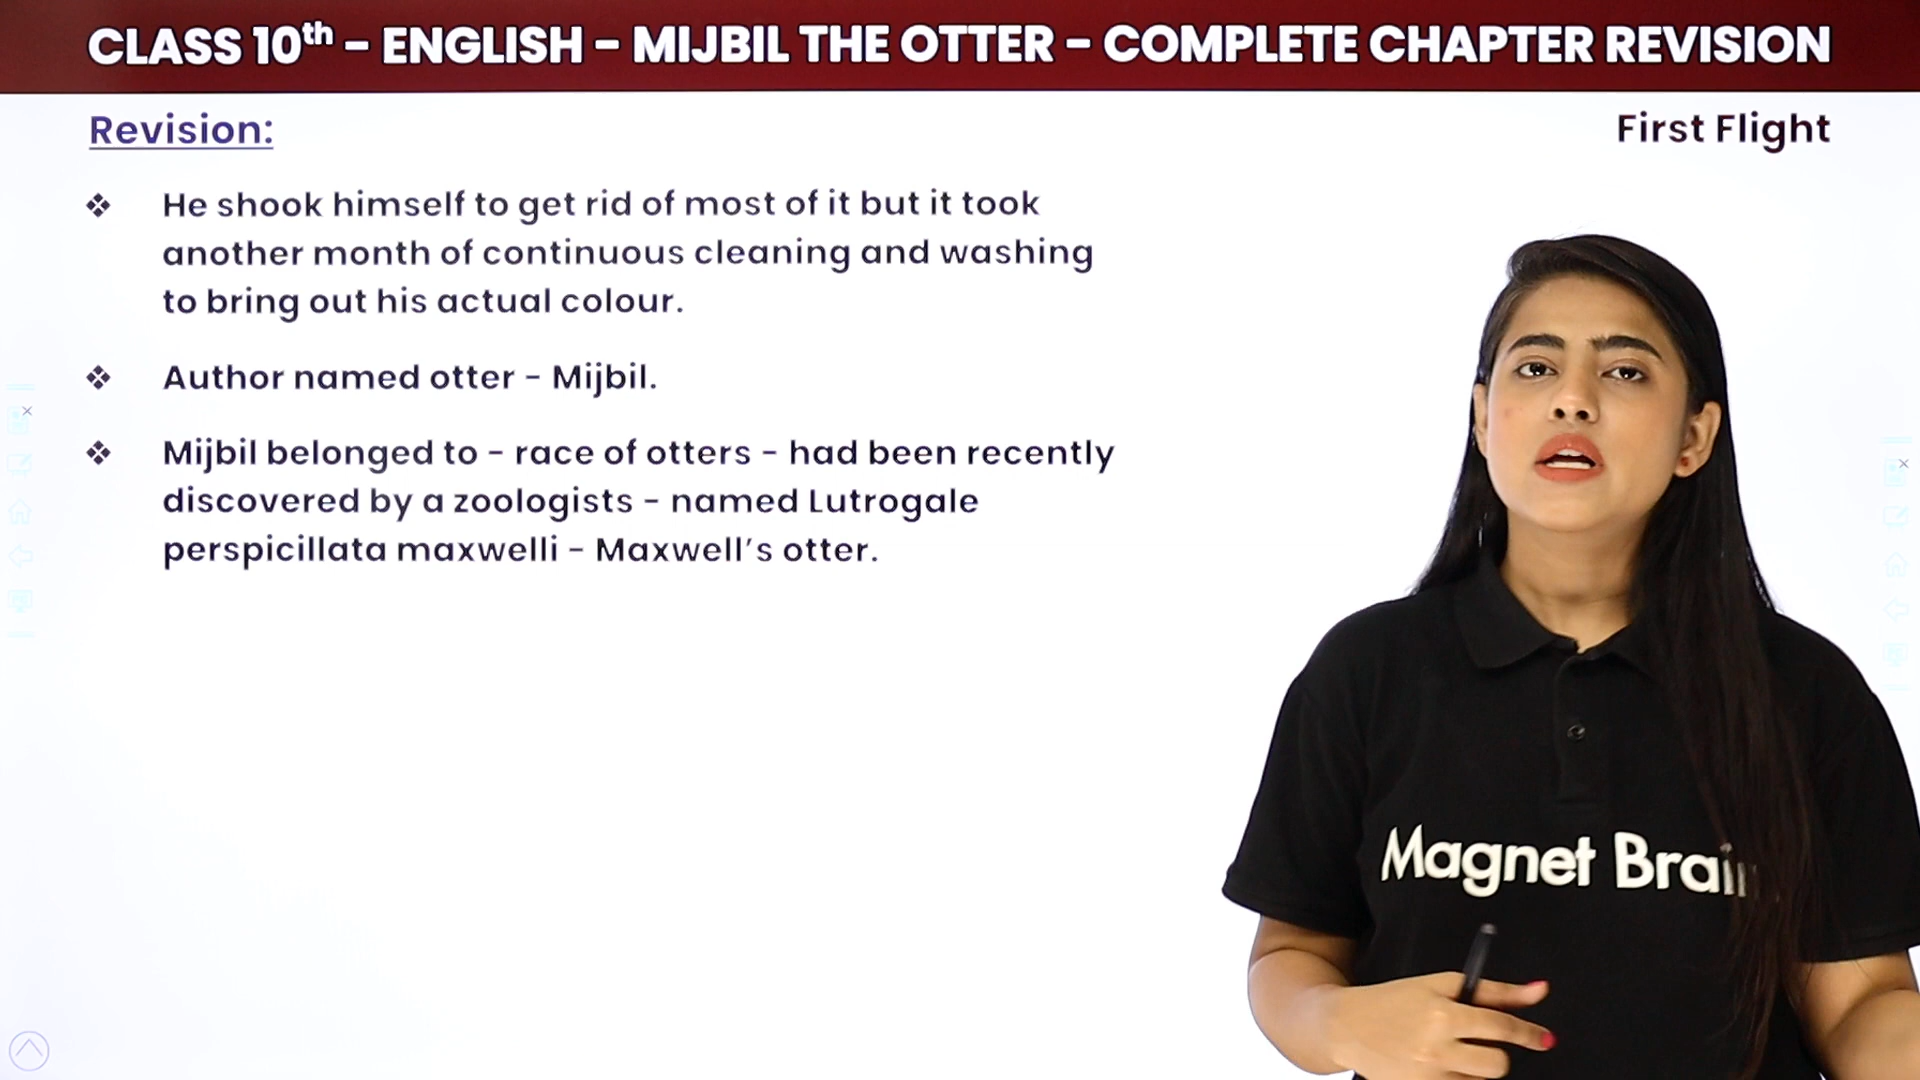 CLASS 10th – ENGLISH – MIJBIL THE OTTER – COMPLETE CHAPTER REVISION
Revision:
First Flight
❖ He shook himself to get rid of most of it but it took
another month of continuous cleaning and washing
to bring out his actual colour.
❖ Author named otter – Mijbil.
❖ Mijbil belonged to – race of otters – had been recently
discovered by a zoologists – named Lutrogale
perspicillata maxwelli – Maxwell’s otter.
Magnet Brain